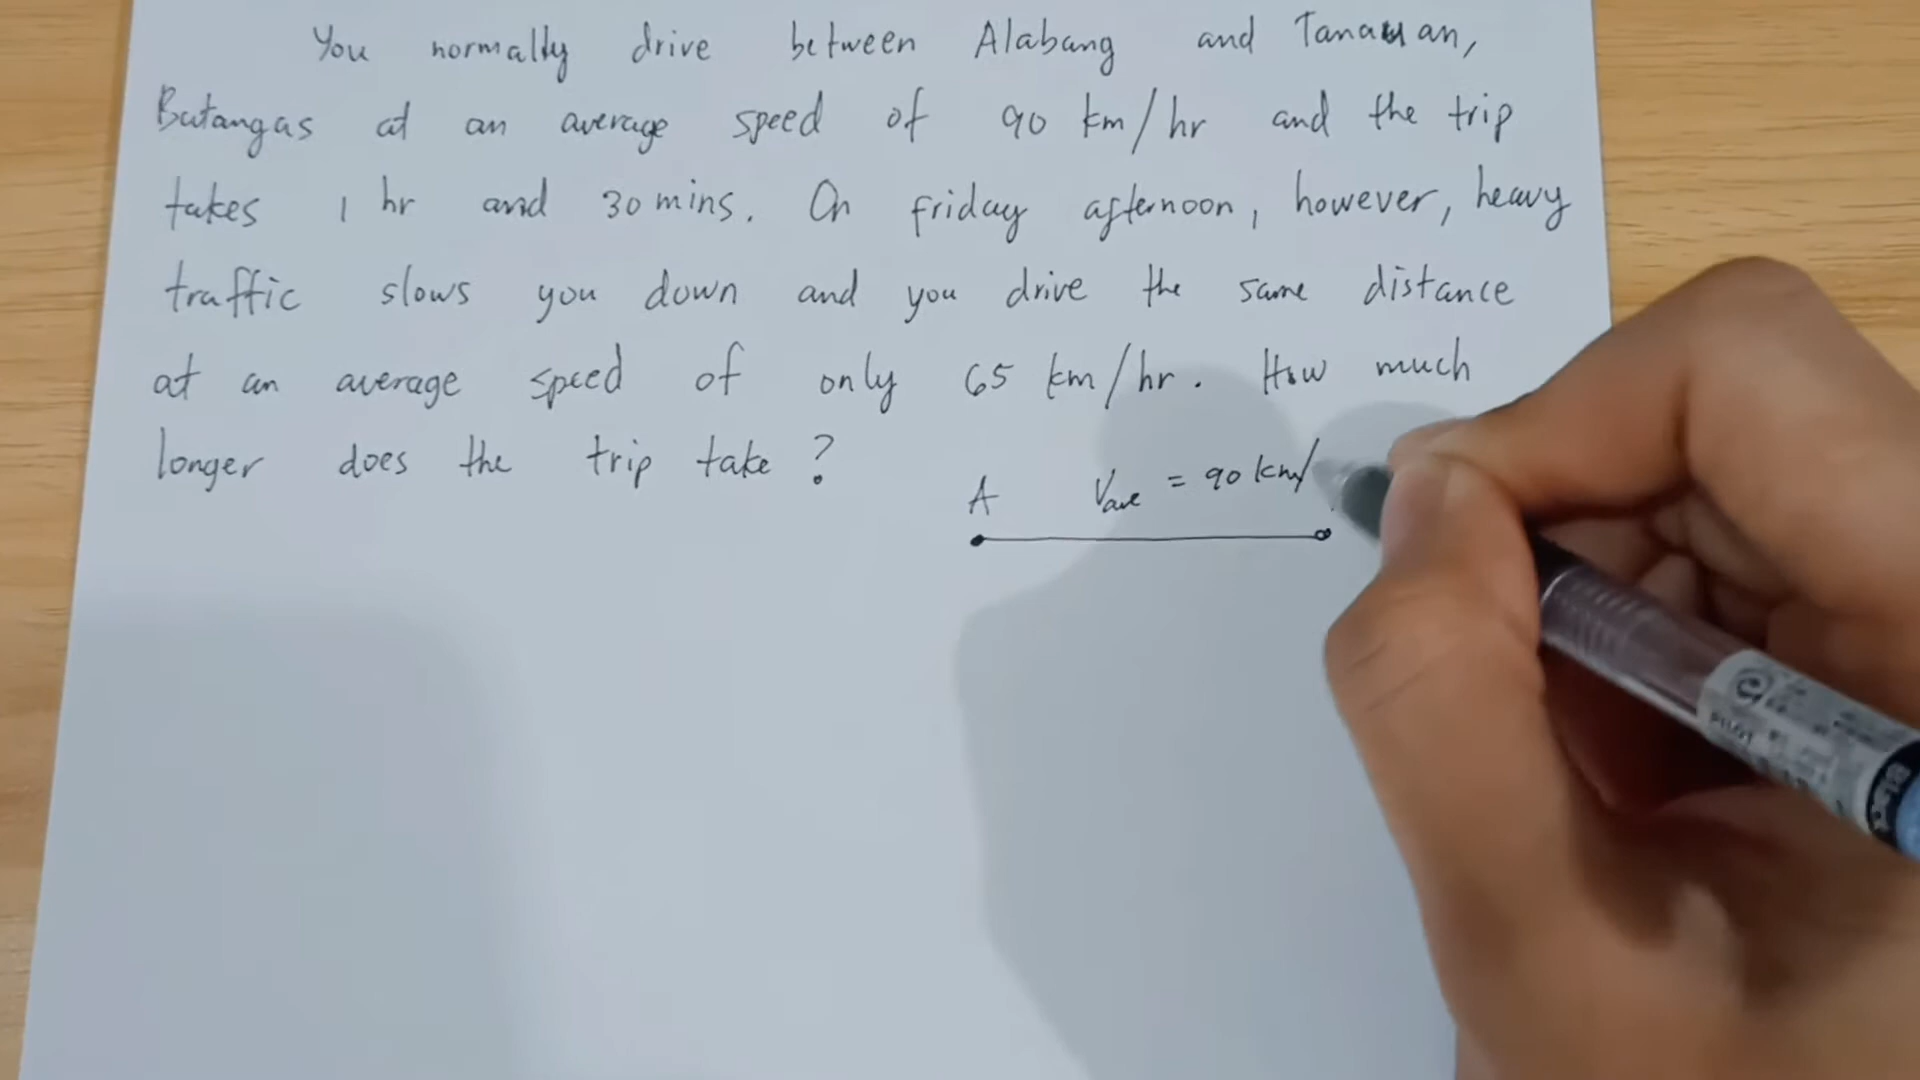 You normally drive between Alabang and Tanauan,
Batangas at an average speed of 90 km/hr and the trip
takes 1 hr and 30 mins. On friday afternoon, however, heavy
traffic slows you down and you drive the same distance
at an average speed of only 65 km/hr. How much
longer does the trip take?
A Vave = 90 km/
PILOT
Black